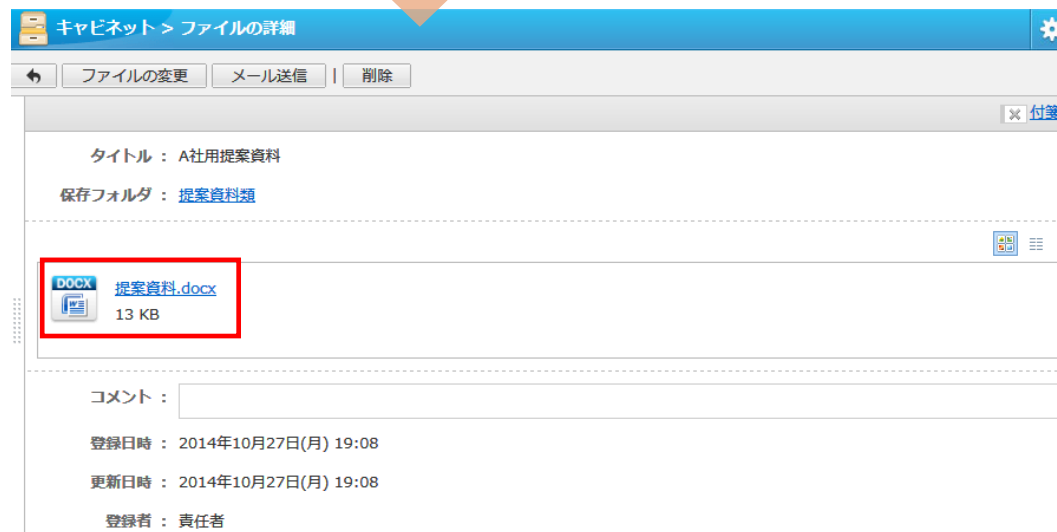 キャビネット > ファイルの詳細
ファイルの変更 メール送信 | 削除
付箋
タイトル : A社用提案資料
保存フォルダ : 提案資料類
DOCX 提案資料.docx
13 KB
コメント :
登録日時 : 2014年10月27日(月) 19:08
更新日時 : 2014年10月27日(月) 19:08
登録者 : 責任者